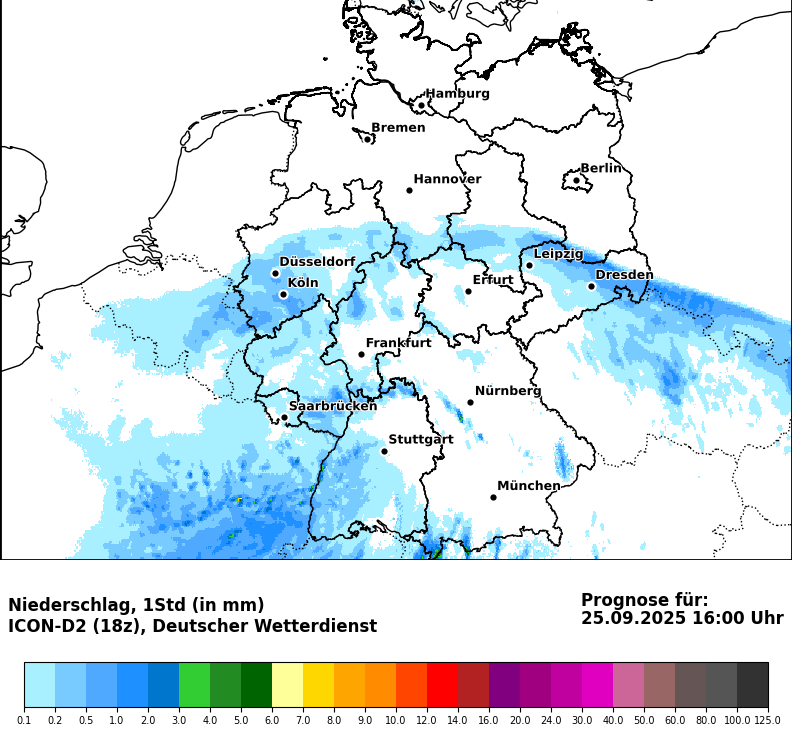 Hamburg
Bremen
Berlin
Hannover
Leipzig
Düsseldorf
Dresden
Köln
Erfurt
Frankfurt
Nürnberg
Saarbrücken
Stuttgart
München
Niederschlag, 1Std (in mm)
ICON-D2 (18z), Deutscher Wetterdienst
Prognose für:
25.09.2025 16:00 Uhr
0.1 0.2 0.5 1.0 2.0 3.0 4.0 5.0 6.0 7.0 8.0 9.0 10.0 12.0 14.0 16.0 20.0 24.0 30.0 40.0 50.0 60.0 80.0 100.0 125.0